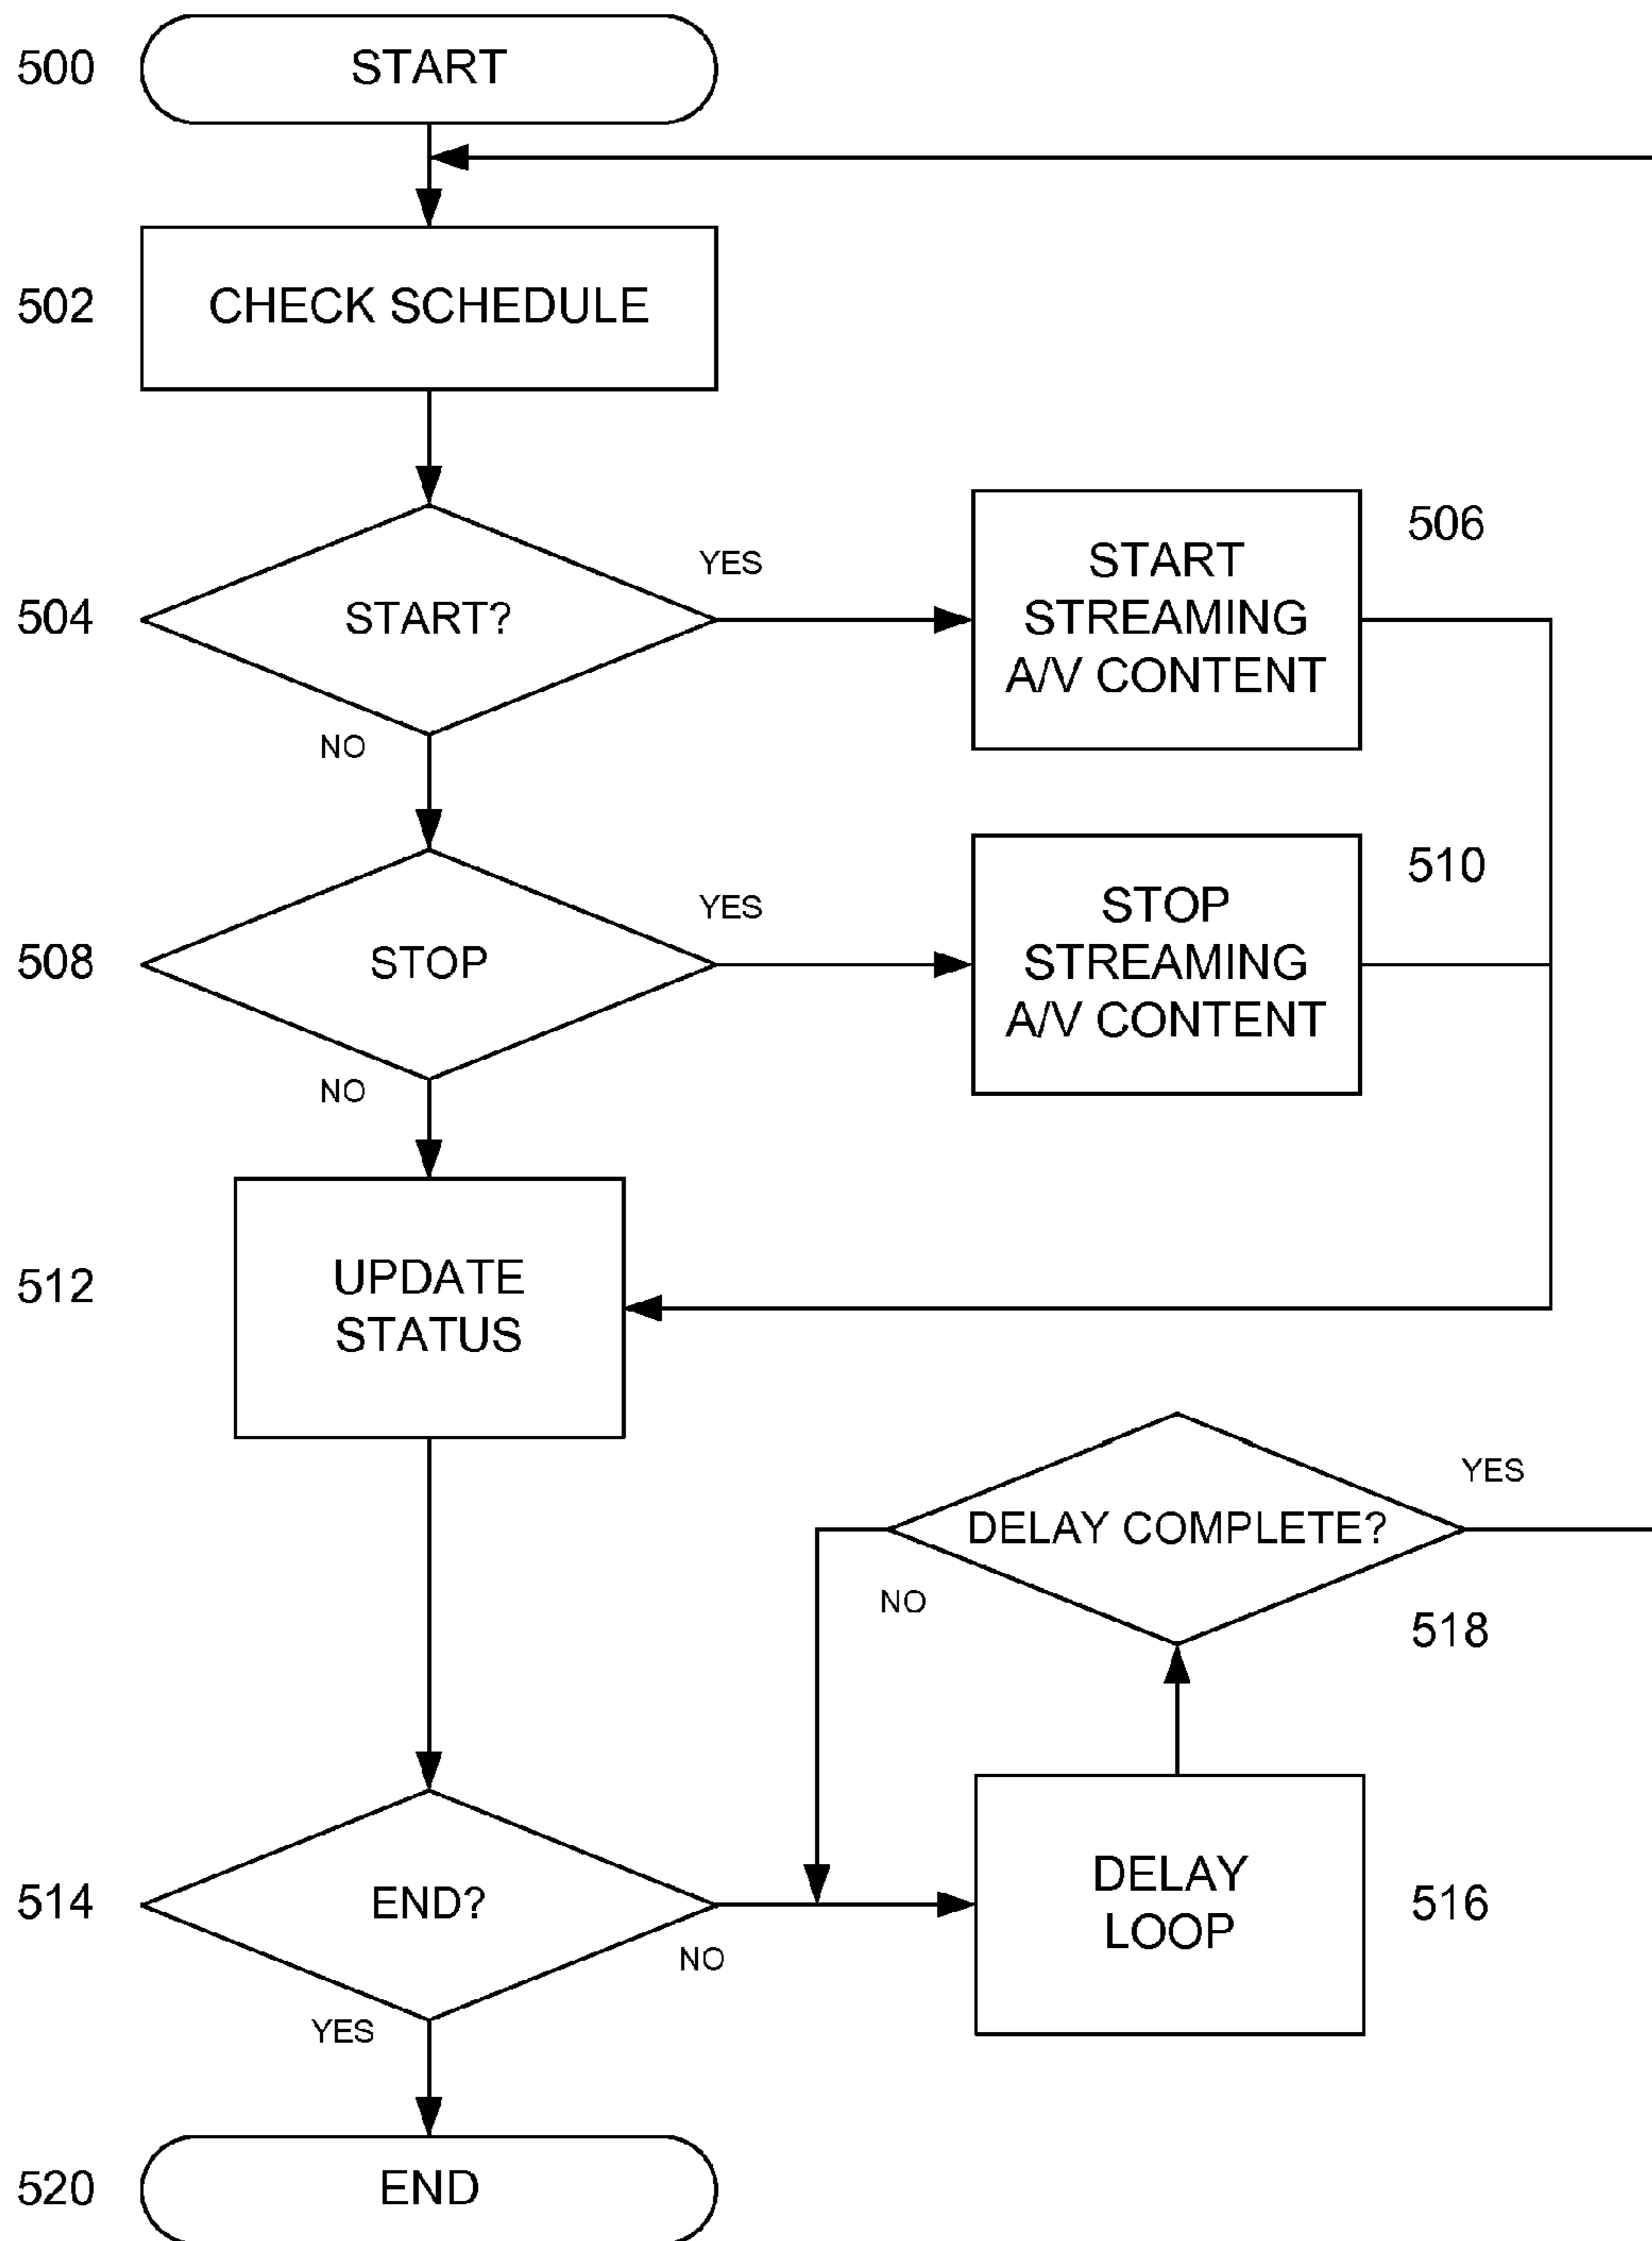 500
START
502
CHECK SCHEDULE
504
START?
YES
NO
START
STREAMING
A/V CONTENT
506
508
STOP
YES
NO
STOP
STREAMING
A/V CONTENT
510
512
UPDATE
STATUS
DELAY COMPLETE?
YES
NO
518
514
END?
NO
YES
DELAY
LOOP
516
520
END